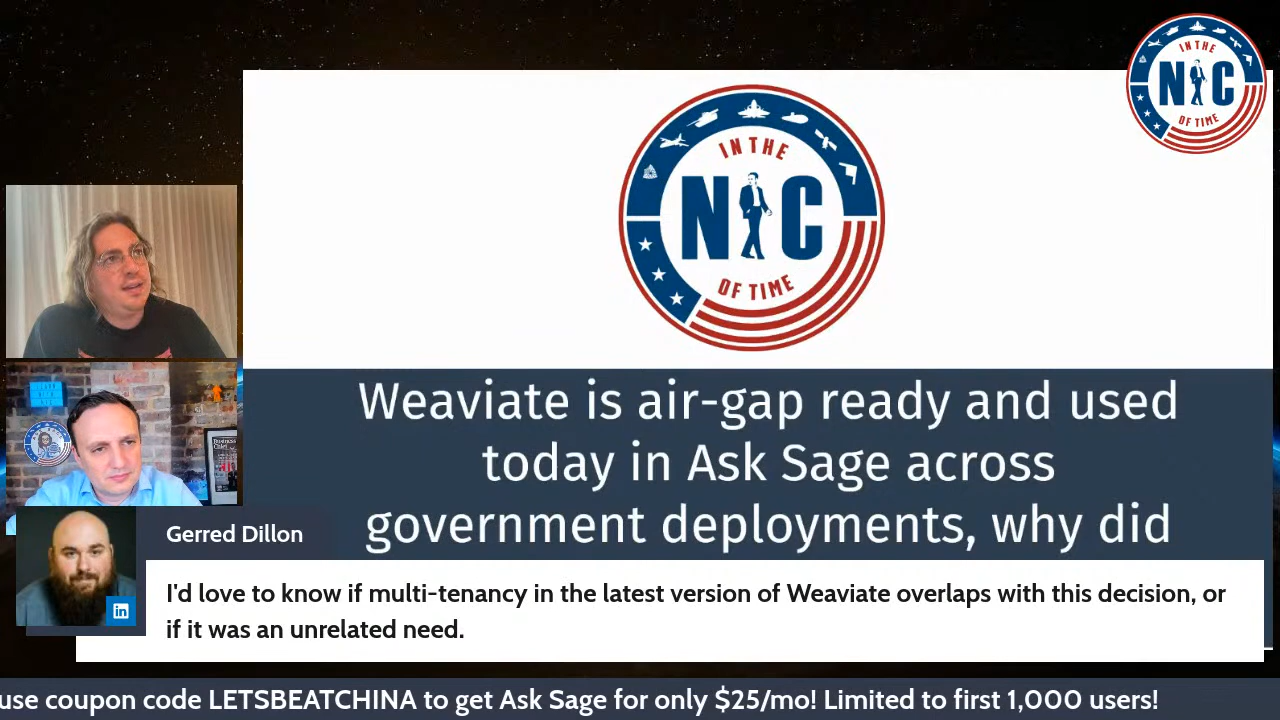 IN THE
NIC
OF TIME
IN THE
NIC
OF TIME
Weaviate is air-gap ready and used
today in Ask Sage across
government deployments, why did
Gerred Dillon
in
I'd love to know if multi-tenancy in the latest version of Weaviate overlaps with this decision, or
if it was an unrelated need.
use coupon code LETSBEATCHINA to get Ask Sage for only $25/mo! Limited to first 1,000 users!